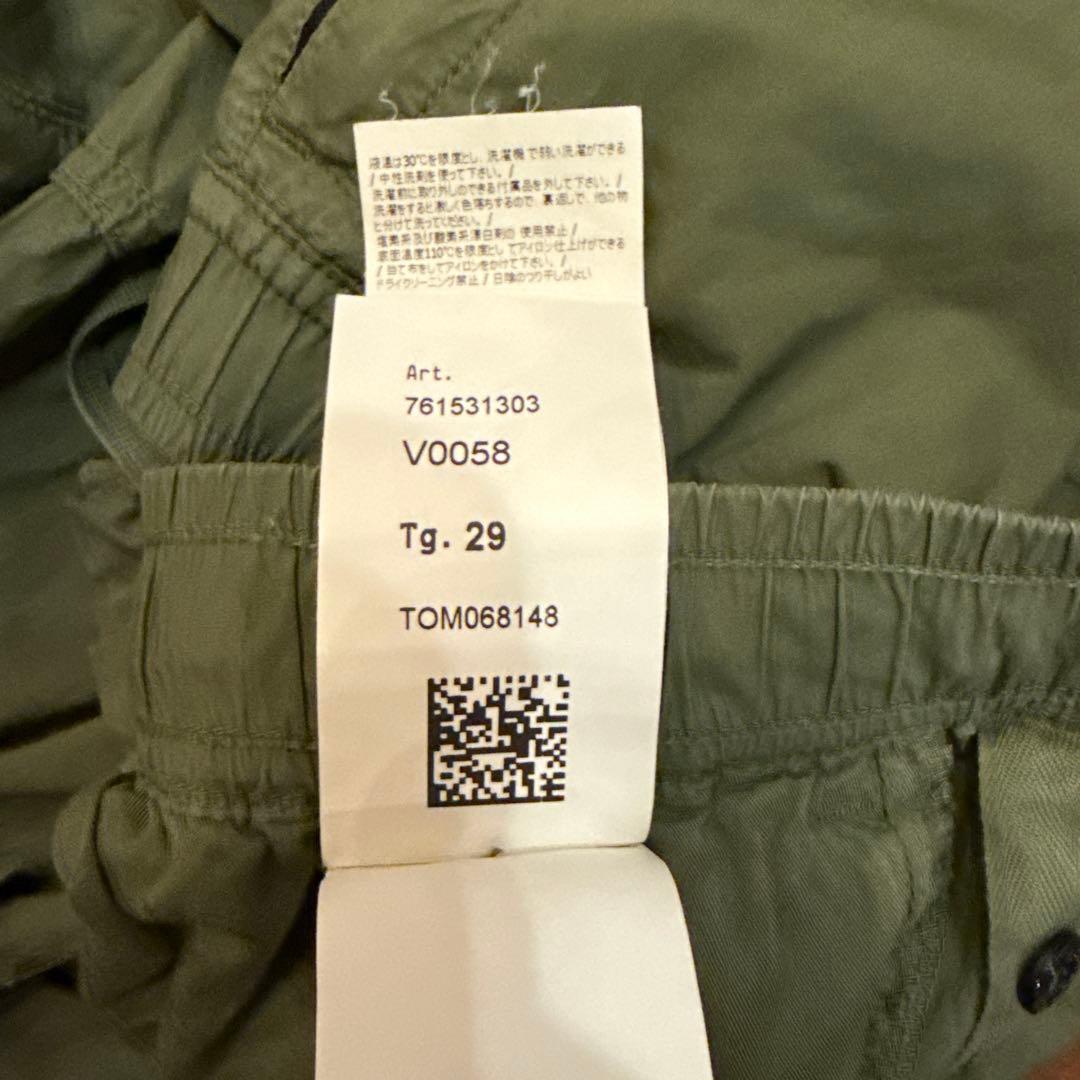 液温は30℃を限度とし、洗濯機で弱い洗濯ができる
/ 中性洗剤を使って下さい。/
洗濯前に取り外しのできる付属品を外して下さい。/
洗濯をすると激しく色落ちするので、裏返しで、他の物
と分けて洗ってください。/
塩素系及び酸素系漂白剤の 使用禁止 /
底面温度110℃を限度とし てアイロン仕上げができる
/ 当て布をしてアイロンをかけて下さい。/
ドライクリーニング禁止 / 日陰のつり干しがよい
Art.
761531303
V0058
Tg. 29
TOM068148